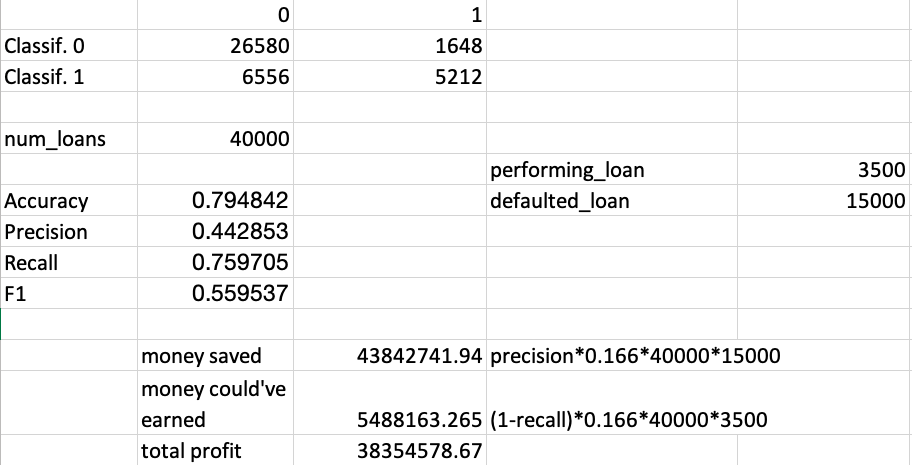 0 1
Classif. 0 26580 1648
Classif. 1 6556 5212
num_loans 40000
performing_loan 3500
Accuracy 0.794842 defaulted_loan 15000
Precision 0.442853
Recall 0.759705
F1 0.559537
money saved 43842741.94 precision*0.166*40000*15000
money could've
earned 5488163.265 (1-recall)*0.166*40000*3500
total profit 38354578.67